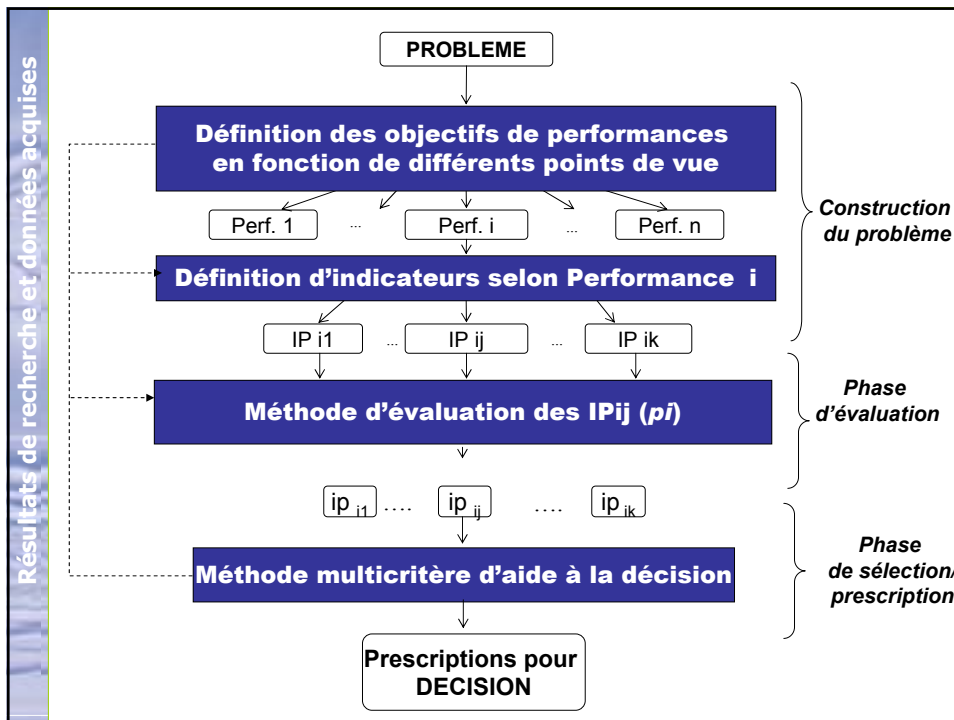 Résultats de recherche et données acquises
PROBLEME
Définition des objectifs de performances
en fonction de différents points de vue
Perf. 1 ... Perf. i ... Perf. n
Construction
du problème
Définition d'indicateurs selon Performance i
IP i1 ... IP ij ... IP ik
Phase
d'évaluation
Méthode d'évaluation des IPij (pi)
ip i1 .... ip ij .... ip ik
Phase
de sélection/
prescription
Méthode multicritère d'aide à la décision
Prescriptions pour
DECISION